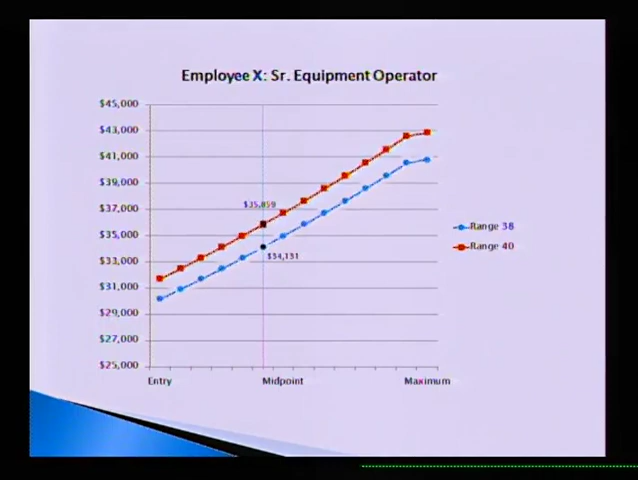 Employee X: Sr. Equipment Operator
$45,000
$43,000
$41,000
$39,000
$37,000
$35,000
$33,000
$31,000
$29,000
$27,000
$25,000
$35,859
$34,131
Range 38
Range 40
Entry
Midpoint
Maximum